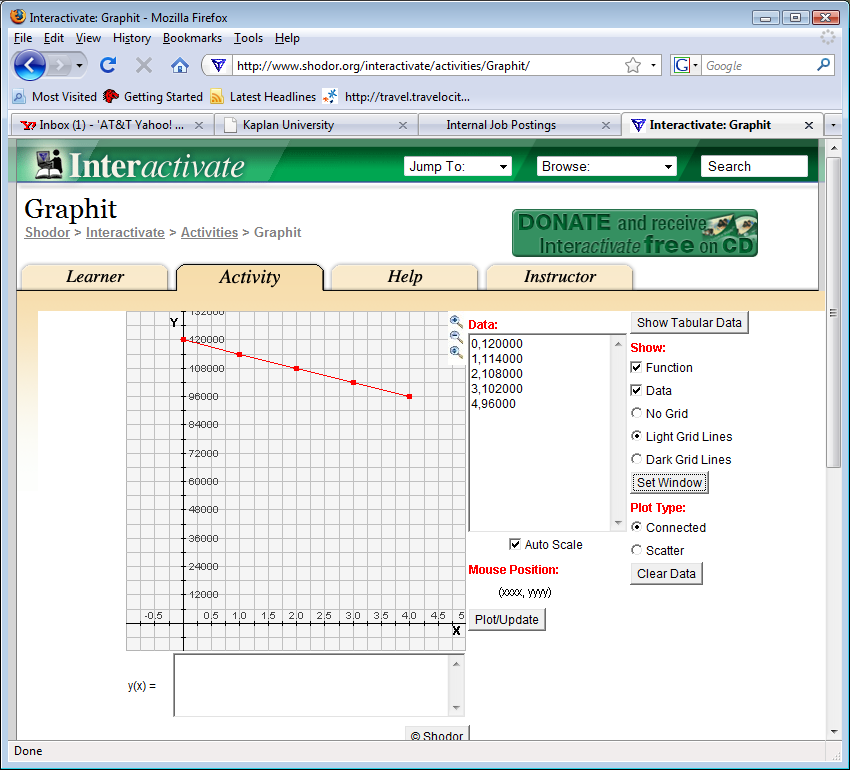 Interactivate: Graphit - Mozilla Firefox
File Edit View History Bookmarks Tools Help
http://www.shodor.org/interactivate/activities/Graphit/ G Google
Most Visited Getting Started Latest Headlines http://travel.travelocit...
Inbox (1) - 'AT&T Yahoo! ... Kaplan University Internal Job Postings Interactivate: Graphit
Interactivate Jump To: Browse: Search
Graphit
Shodor > Interactivate > Activities > Graphit
DONATE and receive
Interactivate free on CD
Learner Activity Help Instructor
Y
132000
120000
108000
96000
84000
72000
60000
48000
36000
24000
12000
-0.5 0.5 1.0 1.5 2.0 2.5 3.0 3.5 4.0 4.5 5
X
Data:
0,120000
1,114000
2,108000
3,102000
4,96000
Auto Scale
Mouse Position:
(xxxx, yyyy)
Plot/Update
Show Tabular Data
Show:
Function
Data
No Grid
Light Grid Lines
Dark Grid Lines
Set Window
Plot Type:
Connected
Scatter
Clear Data
y(x) =
© Shodor
Done